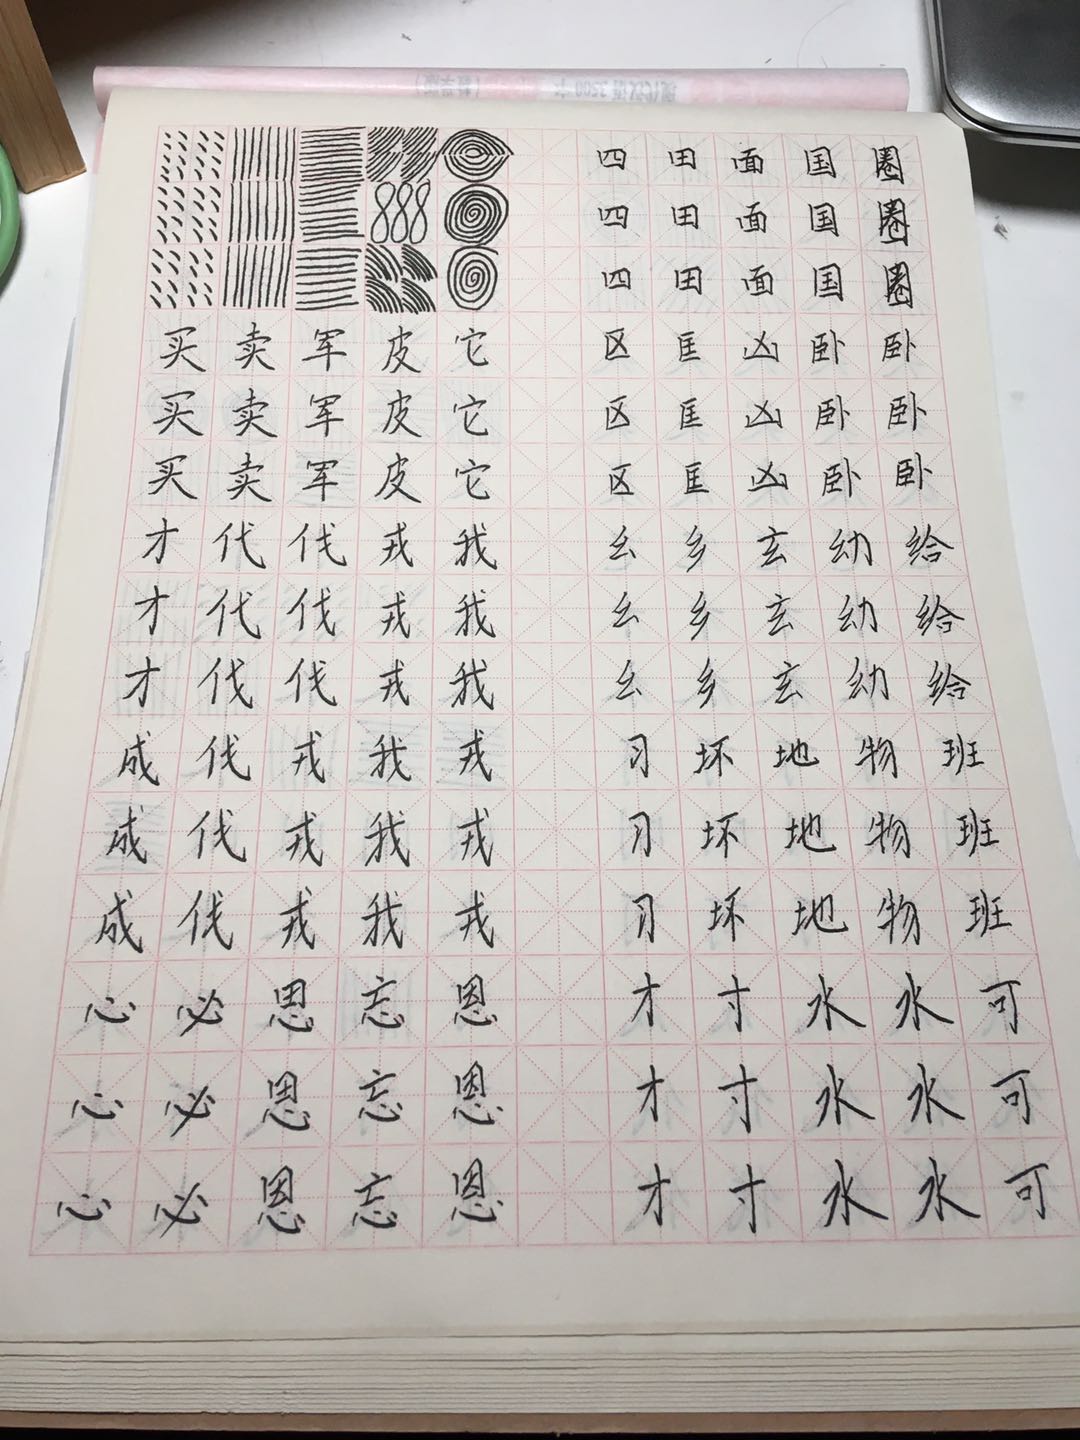 四 田 面 国 圈
四 田 面 国 圈
四 田 面 国 圈
买 卖 军 皮 它 区 匡 凶 卧 卧
买 卖 军 皮 它 区 匡 凶 卧 卧
买 卖 军 皮 它 区 匡 凶 卧 卧
才 代 伐 戎 我 幺 乡 玄 幼 给
才 代 伐 戎 我 幺 乡 玄 幼 给
才 伐 伐 戎 我 幺 乡 玄 幼 给
成 伐 戎 我 戎 习 坏 地 物 班
成 伐 戎 我 戎 习 坏 地 物 班
成 伐 戎 我 戎 习 坏 地 物 班
心 必 恩 忘 恩 才 寸 水 水 可
心 必 恩 忘 恩 才 寸 水 水 可
心 必 恩 忘 恩 才 寸 水 水 可